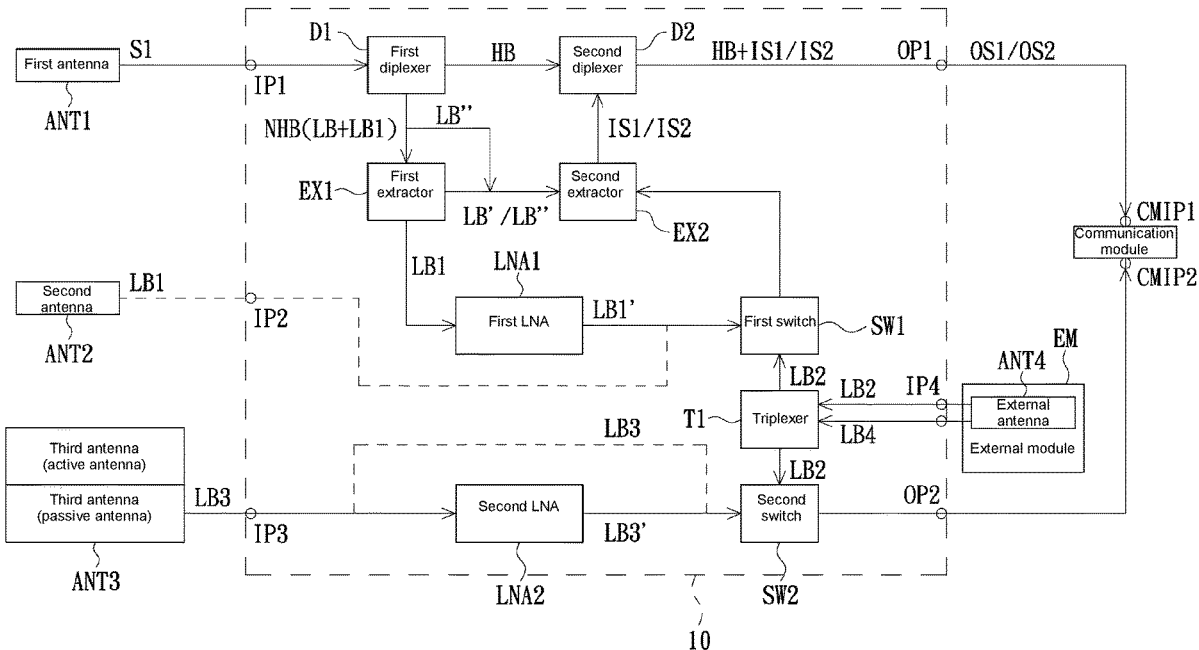 D1
D2
S1
First antenna
First
diplexer
HB
Second
diplexer
HB+IS1/IS2
OP1
OS1/OS2
IP1
ANT1
NHB(LB+LB1)
LB''
IS1/IS2
EX1
First
extractor
Second
extractor
LB'/LB''
EX2
CMIP1
Communication
module
CMIP2
LB1
Second
antenna
IP2
ANT2
LB1
LNA1
First LNA
LB1'
First switch
SW1
LB2
EM
ANT4
LB2
IP4
External
antenna
T1
Triplexer
LB4
External module
LB3
LB2
Third antenna
(active antenna)
Third antenna
(passive antenna)
LB3
IP3
Second LNA
LB3'
Second
switch
OP2
ANT3
LNA2
SW2
10